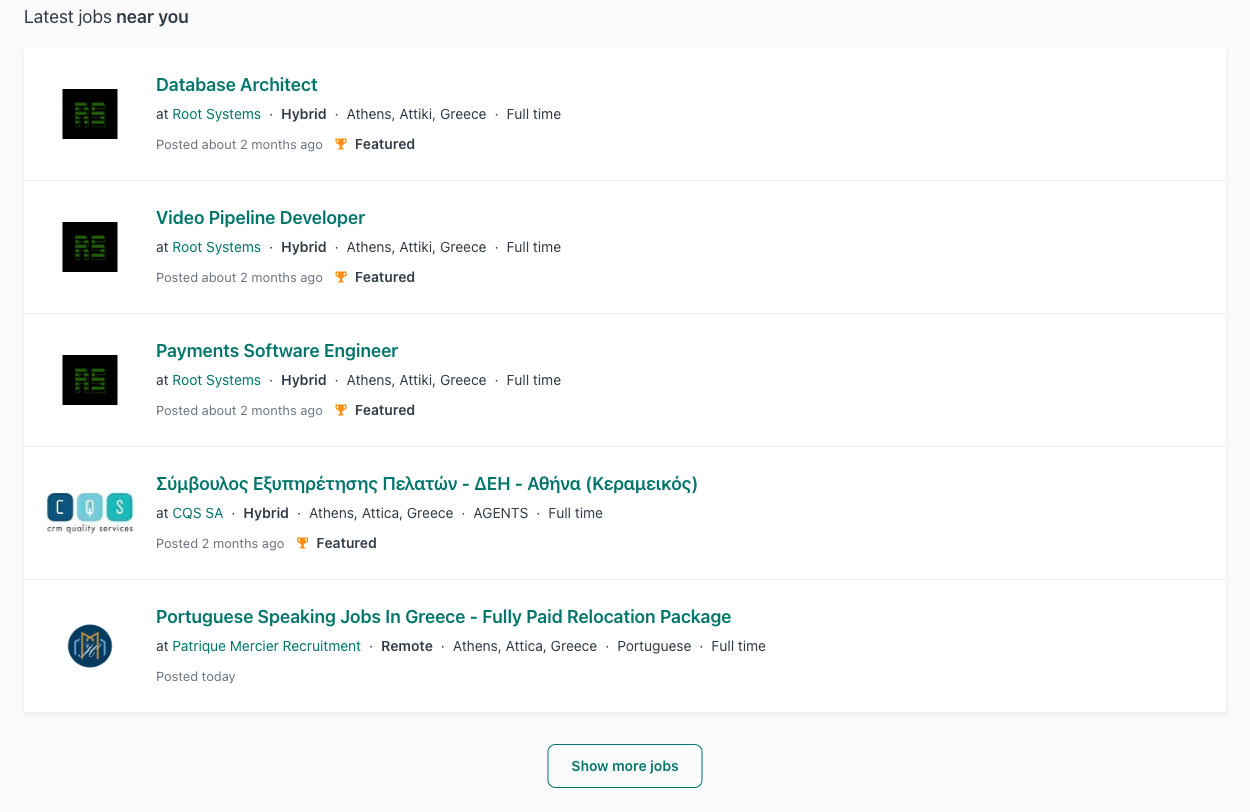 Latest jobs near you
Database Architect
RS
at Root Systems · Hybrid · Athens, Attiki, Greece · Full time
Posted about 2 months ago Featured
Video Pipeline Developer
RS
at Root Systems · Hybrid · Athens, Attiki, Greece · Full time
Posted about 2 months ago Featured
Payments Software Engineer
RS
at Root Systems · Hybrid · Athens, Attiki, Greece · Full time
Posted about 2 months ago Featured
Σύμβουλος Εξυπηρέτησης Πελατών - ΔΕΗ - Αθήνα (Κεραμεικός)
C Q S
at CQS SA · Hybrid · Athens, Attica, Greece · AGENTS · Full time
crm quality services
Posted 2 months ago Featured
Portuguese Speaking Jobs In Greece - Fully Paid Relocation Package
at Patrique Mercier Recruitment · Remote · Athens, Attica, Greece · Portuguese · Full time
Posted today
Show more jobs